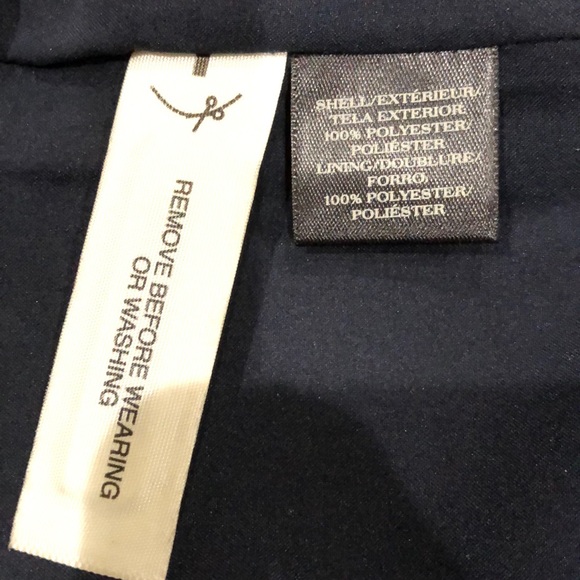 REMOVE BEFORE WEARING
OR WASHING
SHELL/EXTÉRIEUR/
TELA EXTERIOR
100% POLYESTER/
POLIÉSTER
LINING/DOUBLURE/
FORRO
100% POLYESTER/
POLIÉSTER